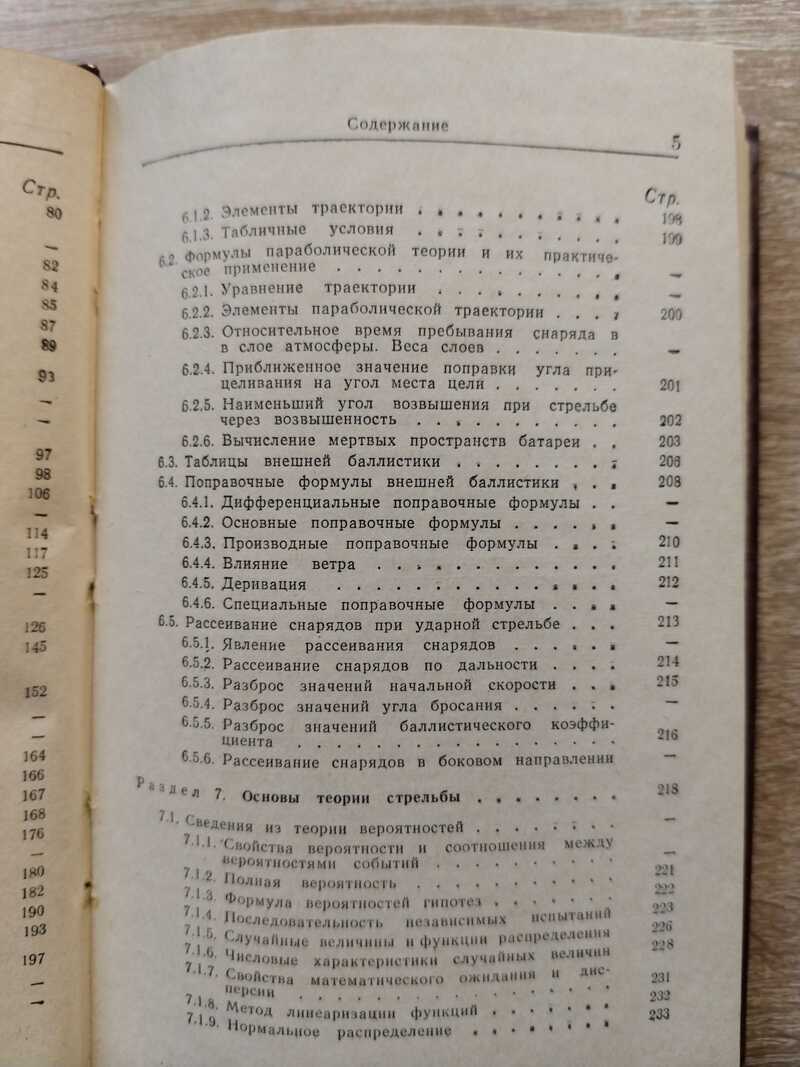 Стр.
80
—
82
84
85
87
89
93
—
—
97
98
106
—
114
117
125
—
126
145
152
—
—
164
166
167
168
176
—
180
182
190
193
197
—
—
Содержание
5
Стр.
6.1.2. Элементы траектории . . . . . . . . . . . 198
6.1.3. Табличные условия . . . . . . . . . . . 199
6.2. Формулы параболической теории и их практиче-
ское применение . . . . . . . . . . . . . . . —
6.2.1. Уравнение траектории . . . . . . . . . . —
6.2.2. Элементы параболической траектории . . . . 200
6.2.3. Относительное время пребывания снаряда в
в слое атмосферы. Веса слоев . . . . . . . —
6.2.4. Приближенное значение поправки угла при-
целивания на угол места цели . . . . . . . 201
6.2.5. Наименьший угол возвышения при стрельбе
через возвышенность . . . . . . . . . . . 202
6.2.6. Вычисление мертвых пространств батареи . . 203
6.3. Таблицы внешней баллистики . . . . . . . . . 206
6.4. Поправочные формулы внешней баллистики . . . 208
6.4.1. Дифференциальные поправочные формулы . . —
6.4.2. Основные поправочные формулы . . . . . . —
6.4.3. Производные поправочные формулы . . . . 210
6.4.4. Влияние ветра . . . . . . . . . . . . . 211
6.4.5. Деривация . . . . . . . . . . . . . . . 212
6.4.6. Специальные поправочные формулы . . . . —
6.5. Рассеивание снарядов при ударной стрельбе . . . 213
6.5.1. Явление рассеивания снарядов . . . . . . —
6.5.2. Рассеивание снарядов по дальности . . . . 214
6.5.3. Разброс значений начальной скорости . . . 215
6.5.4. Разброс значений угла бросания . . . . . . —
6.5.5. Разброс значений баллистического коэффи-
циента . . . . . . . . . . . . . . . . . 216
6.5.6. Рассеивание снарядов в боковом направлении —
Раздел 7. Основы теории стрельбы . . . . . . . . 218
7.1. Сведения из теории вероятностей . . . . . . . . —
7.1.1. Свойства вероятности и соотношения между
вероятностями событий . . . . . . . . . . —
7.1.2. Полная вероятность . . . . . . . . . . . 221
7.1.3. Формула вероятностей гипотез . . . . . . . 222
7.1.4. Последовательность независимых испытаний 223
7.1.5. Случайные величины и функции распределения 226
7.1.6. Числовые характеристики случайных величин 228
7.1.7. Свойства математического ожидания и дис-
персии . . . . . . . . . . . . . . . . . 231
7.1.8. Метод линеаризации функций . . . . . . . 232
7.1.9. Нормальное распределение . . . . . . . . 233